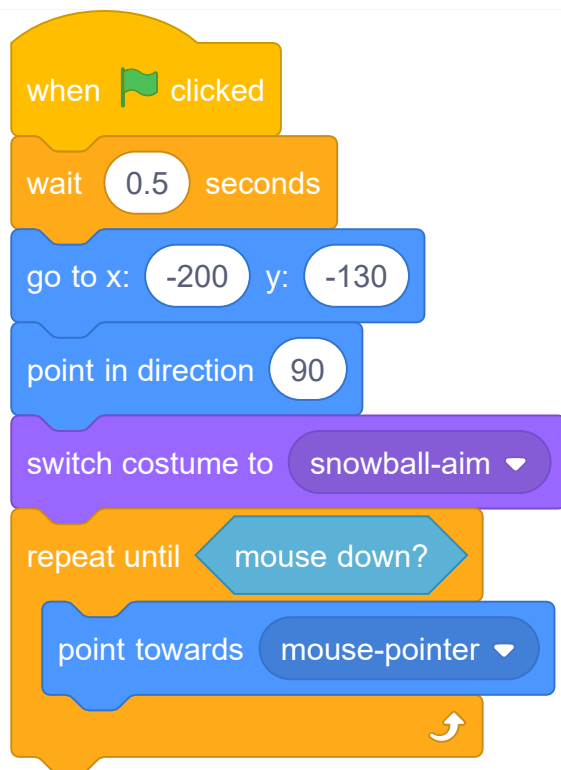 when clicked
wait 0.5 seconds
go to x: -200 y: -130
point in direction 90
switch costume to snowball-aim
repeat until mouse down?
point towards mouse-pointer